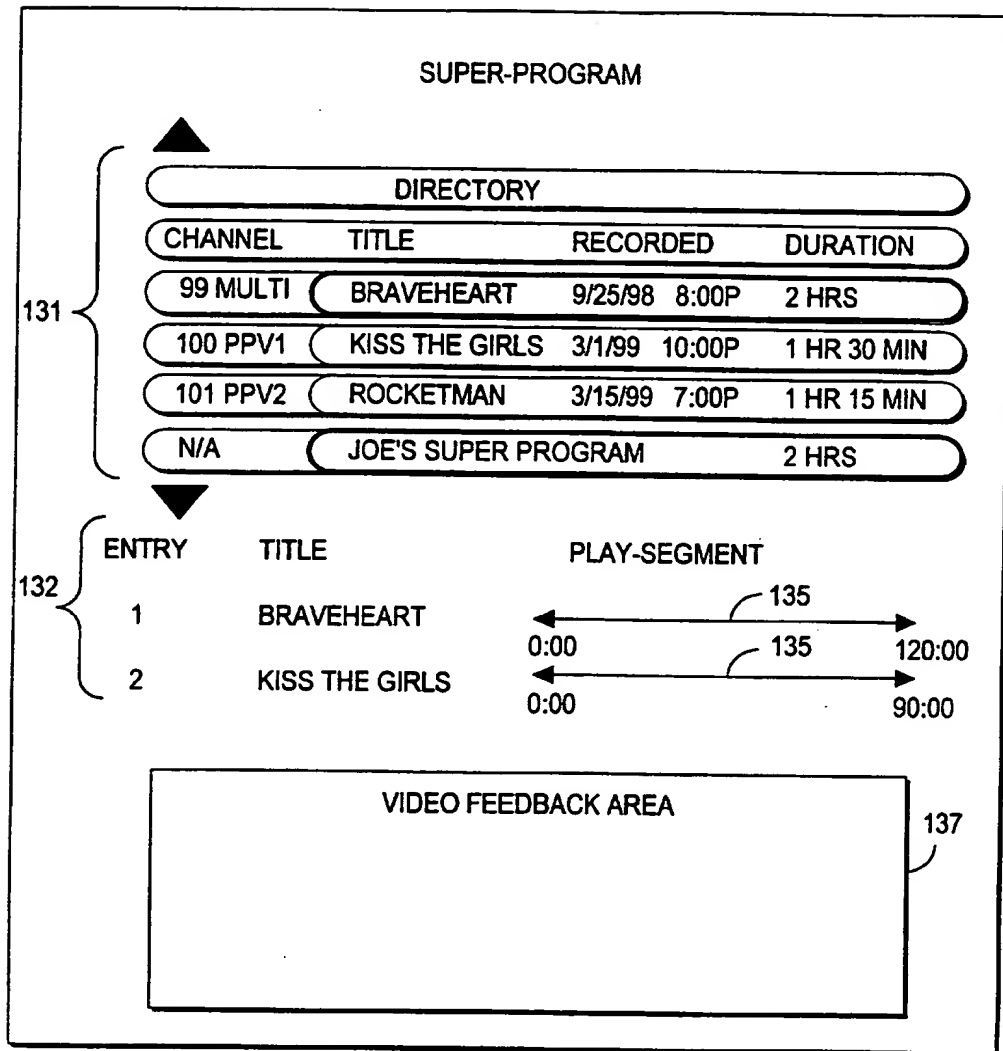 SUPER-PROGRAM
DIRECTORY
CHANNEL TITLE RECORDED DURATION
99 MULTI BRAVEHEART 9/25/98 8:00P 2 HRS
131
100 PPV1 KISS THE GIRLS 3/1/99 10:00P 1 HR 30 MIN
101 PPV2 ROCKETMAN 3/15/99 7:00P 1 HR 15 MIN
N/A JOE'S SUPER PROGRAM 2 HRS
ENTRY TITLE PLAY-SEGMENT
132
1 BRAVEHEART 135
0:00 120:00
2 KISS THE GIRLS 135
0:00 90:00
VIDEO FEEDBACK AREA
137